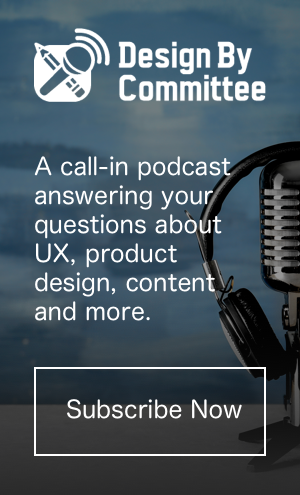 Design By
Committee
A call-in podcast
answering your
questions about
UX, product
design, content
and more.
Subscribe Now